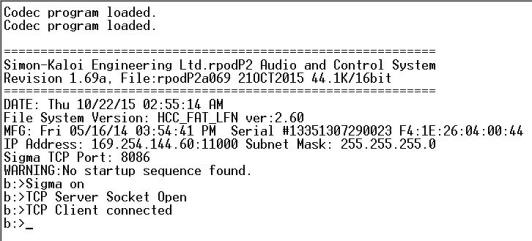 Codec program loaded.
Codec program loaded.
=======================================================
Simon-Kaloi Engineering Ltd.rpodP2 Audio and Control System
Revision 1.69a, File:rpodP2a069 21OCT2015 44.1K/16bit
=======================================================
DATE: Thu 10/22/15 02:55:14 AM
File System Version: HCC_FAT_LFN ver:2.60
MFG: Fri 05/16/14 03:54:41 PM  Serial #13351307290023 F4:1E:26:04:00:44
IP Address: 169.254.144.60:11000 Subnet Mask: 255.255.255.0
Sigma TCP Port: 8086
WARNING:No startup sequence found.
b:>Sigma on
b:>TCP Server Socket Open
b:>TCP Client connected
b:>_